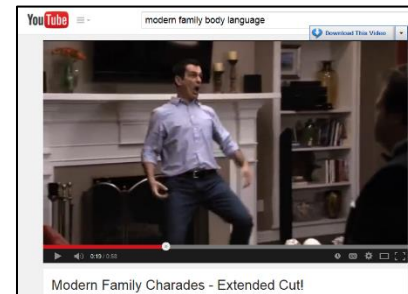 YouTube
modern family body language
Download This Video
0:19 / 0:58
Modern Family Charades - Extended Cut!